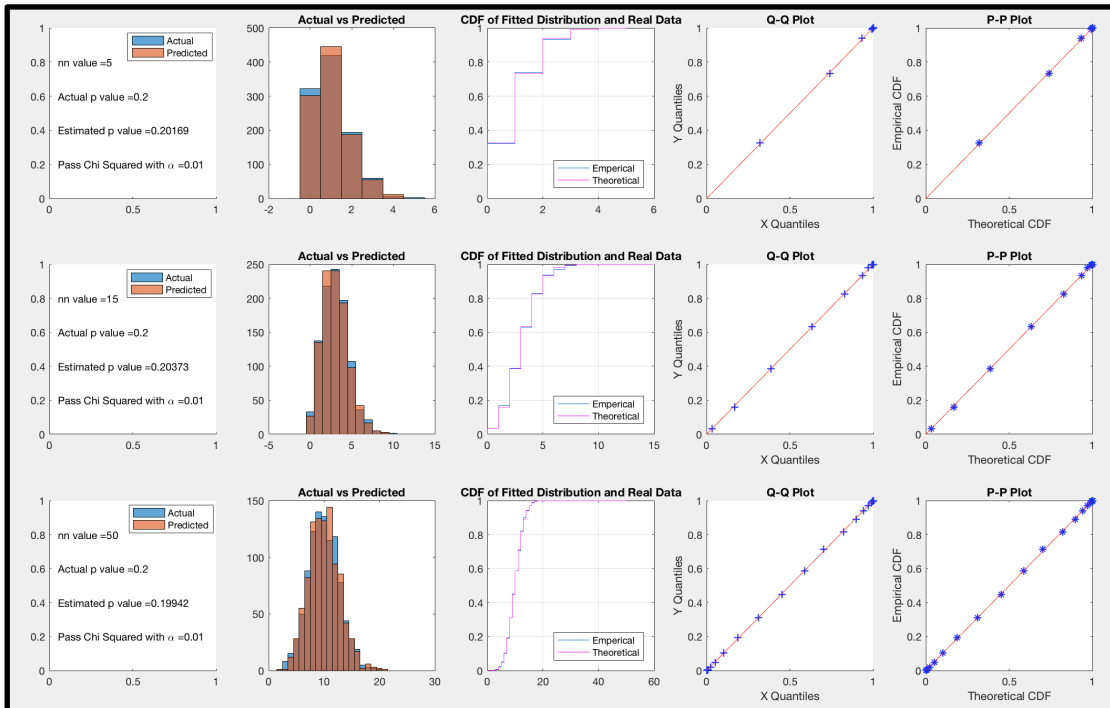 Actual vs Predicted
CDF of Fitted Distribution and Real Data
Q-Q Plot
P-P Plot
1
0.8
0.6
0.4
0.2
0
0
1
Actual
Predicted
nn value =5
Actual p value =0.2
Estimated p value =0.20169
Pass Chi Squared with α =0.01
500
400
300
200
100
0
-2
0
2
4
6
1
0.8
0.6
0.4
0.2
0
0
2
4
6
Emperical
Theoretical
Y Quantiles
1
0.8
0.6
0.4
0.2
0
0
0.5
1
X Quantiles
Empirical CDF
1
0.8
0.6
0.4
0.2
0
0
0.5
1
Theoretical CDF
Actual vs Predicted
CDF of Fitted Distribution and Real Data
Q-Q Plot
P-P Plot
1
0.8
0.6
0.4
0.2
0
0
1
Actual
Predicted
nn value =15
Actual p value =0.2
Estimated p value =0.20373
Pass Chi Squared with α =0.01
250
200
150
100
50
0
-5
0
5
10
15
1
0.8
0.6
0.4
0.2
0
0
5
10
15
Emperical
Theoretical
Y Quantiles
1
0.8
0.6
0.4
0.2
0
0
0.5
1
X Quantiles
Empirical CDF
1
0.8
0.6
0.4
0.2
0
0
0.5
1
Theoretical CDF
Actual vs Predicted
CDF of Fitted Distribution and Real Data
Q-Q Plot
P-P Plot
1
0.8
0.6
0.4
0.2
0
0
1
Actual
Predicted
nn value =50
Actual p value =0.2
Estimated p value =0.19942
Pass Chi Squared with α =0.01
150
100
50
0
0
10
20
30
1
0.8
0.6
0.4
0.2
0
0
20
40
60
Emperical
Theoretical
Y Quantiles
1
0.8
0.6
0.4
0.2
0
0
0.5
1
X Quantiles
Empirical CDF
1
0.8
0.6
0.4
0.2
0
0
0.5
1
Theoretical CDF